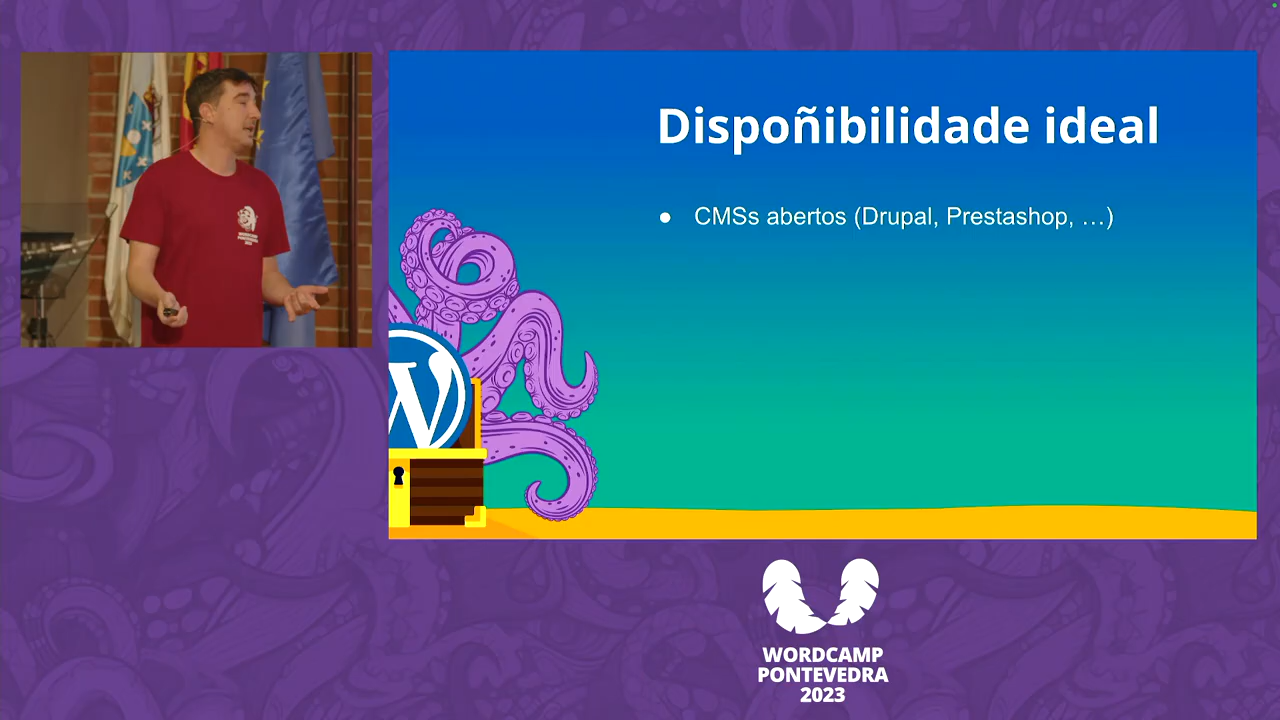 Dispoñibilidade ideal
● CMSs abertos (Drupal, Prestashop, …)
WORDCAMP
PONTEVEDRA
2023